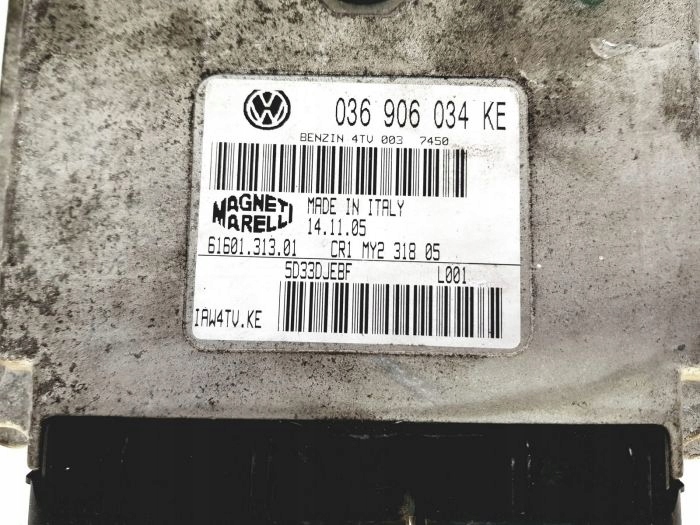 036 906 034 KE
BENZIN 4TV 003 7450
MAGNETI
MARELLI
MADE IN ITALY
14.11.05
61601.313.01 CR1 MY2 318 05
5D33DJEBF L001
IAW4TV.KE